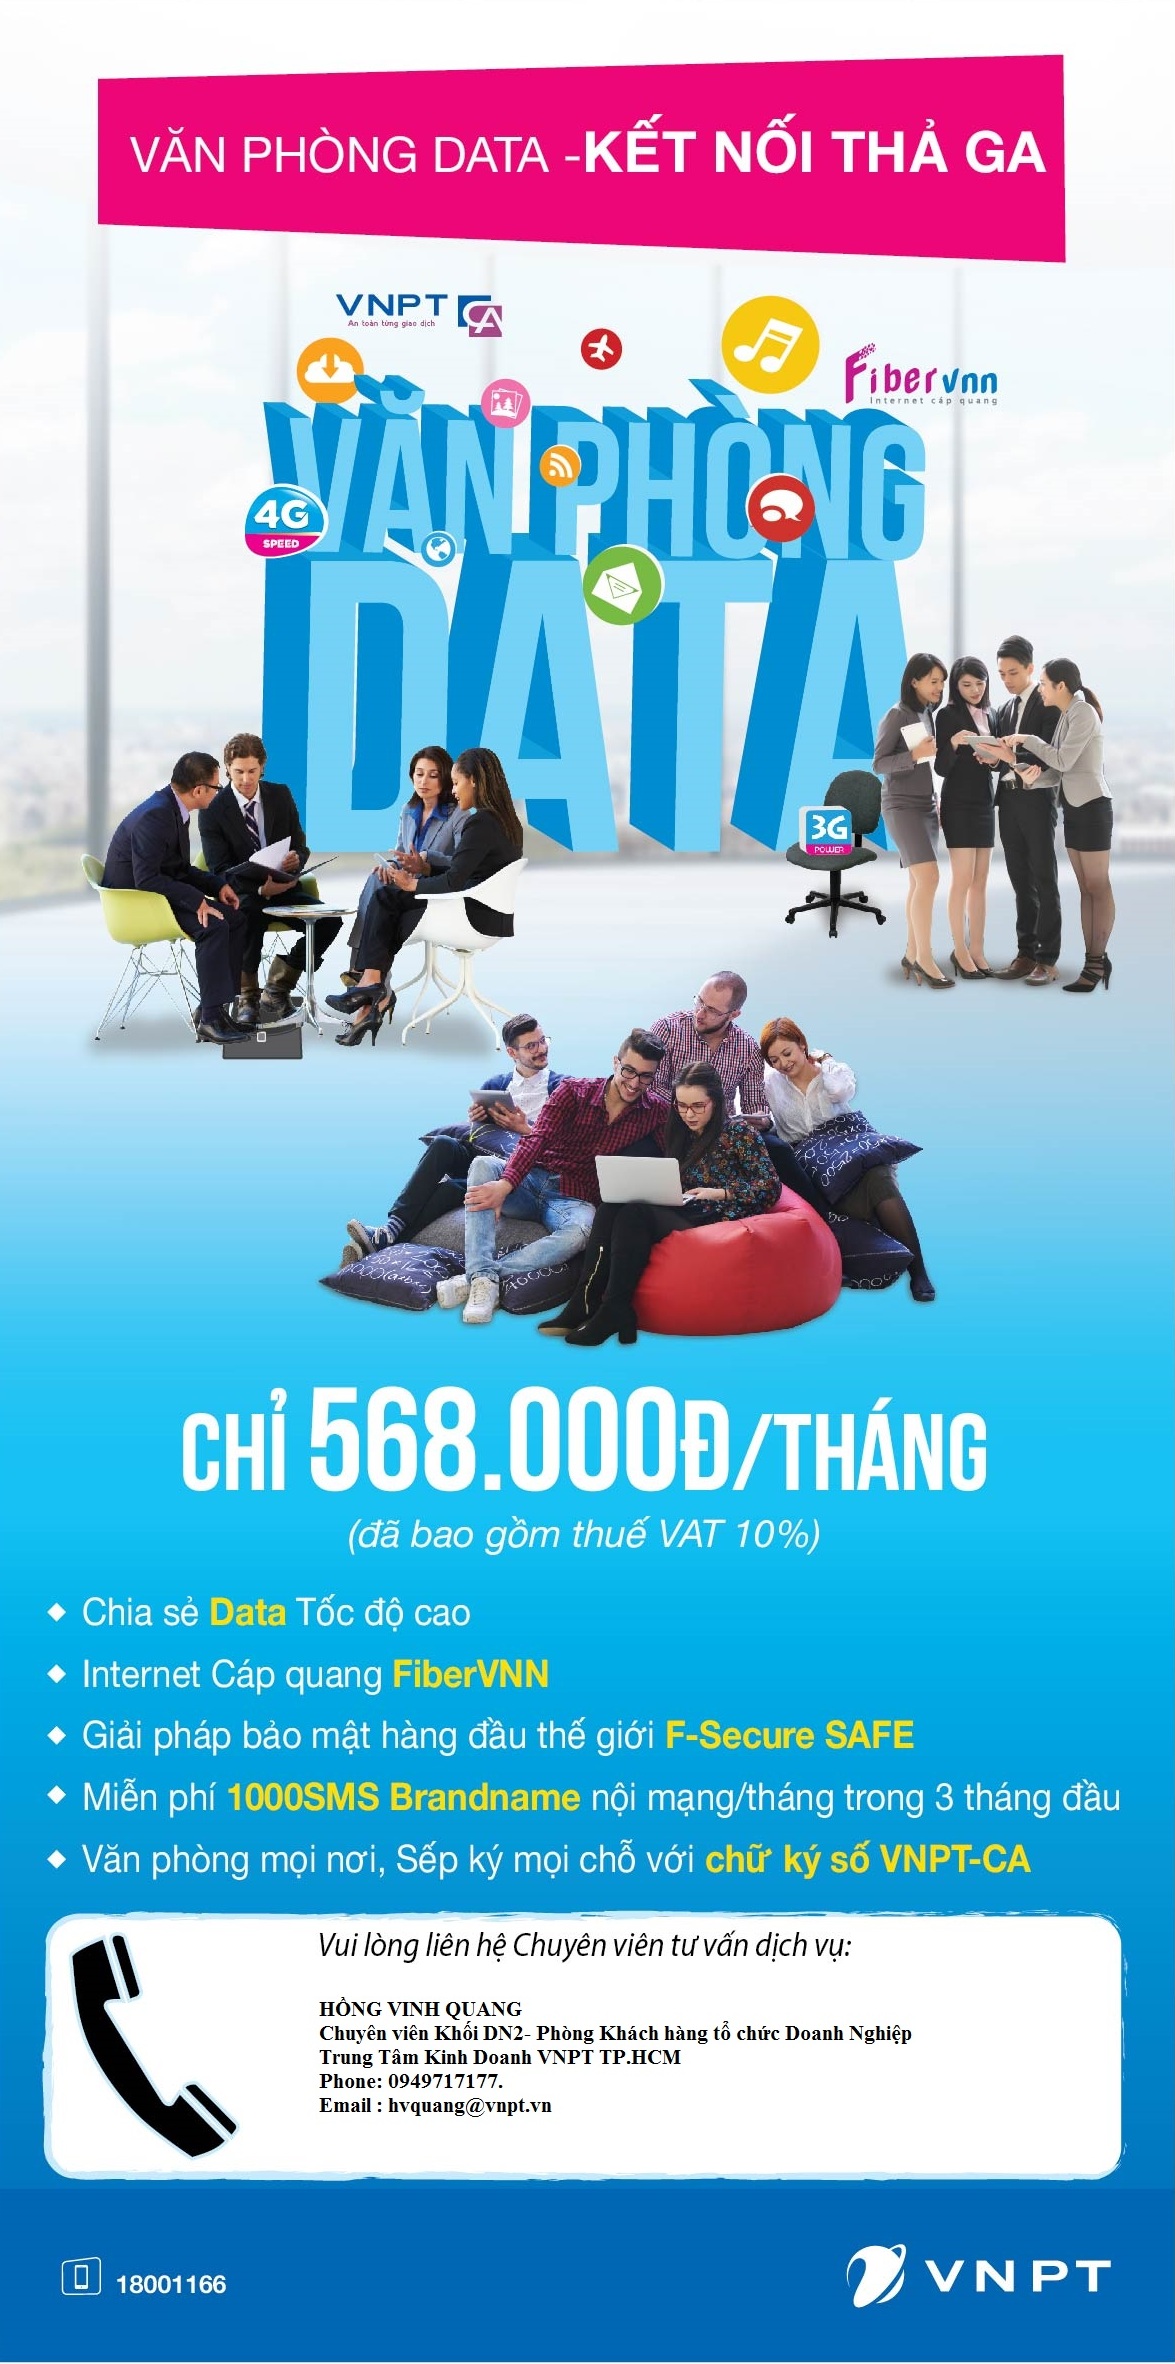 VĂN PHÒNG DATA -KẾT NỐI THẢ GA
VNPT CA
An toàn từng giao dịch
Fibervnn
Internet cáp quang
VĂN PHÒNG
4G
SPEED
DATA
3G
POWER
CHỈ 568.000Đ/THÁNG
(đã bao gồm thuế VAT 10%)
Chia sẻ Data Tốc độ cao
Internet Cáp quang FiberVNN
Giải pháp bảo mật hàng đầu thế giới F-Secure SAFE
Miễn phí 1000SMS Brandname nội mạng/tháng trong 3 tháng đầu
Văn phòng mọi nơi, Sếp ký mọi chỗ với chữ ký số VNPT-CA
Vui lòng liên hệ Chuyên viên tư vấn dịch vụ:
HỒNG VINH QUANG
Chuyên viên Khối DN2- Phòng Khách hàng tổ chức Doanh Nghiệp
Trung Tâm Kinh Doanh VNPT TP.HCM
Phone: 0949717177.
Email : hvquang@vnpt.vn
18001166
VNPT